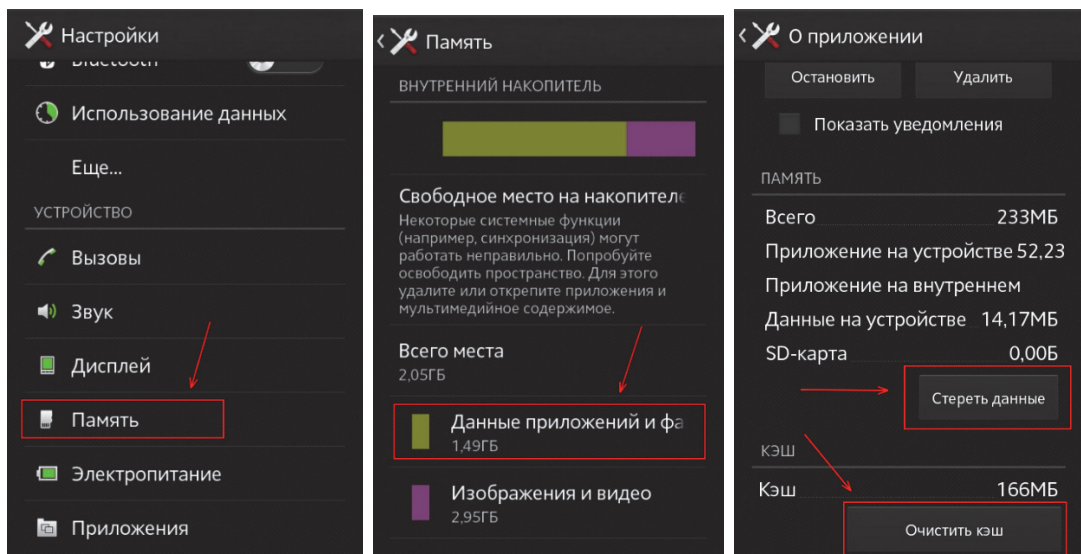 Настройки
Bluetooth
Использование данных
Еще...
УСТРОЙСТВО
Вызовы
Звук
Дисплей
Память
Электропитание
Приложения
Память
ВНУТРЕННИЙ НАКОПИТЕЛЬ
Свободное место на накопителе
Некоторые системные функции
(например, синхронизация) могут
работать неправильно. Попробуйте
освободить пространство. Для этого
удалите или открепите приложения и
мультимедийное содержимое.
Всего места
2,05ГБ
Данные приложений и фа
1,49ГБ
Изображения и видео
2,95ГБ
О приложении
Остановить Удалить
Показать уведомления
ПАМЯТЬ
Всего 233МБ
Приложение на устройстве 52,23
Приложение на внутреннем
Данные на устройстве 14,17МБ
SD-карта 0,00Б
Стереть данные
КЭШ
Кэш 166МБ
Очистить кэш